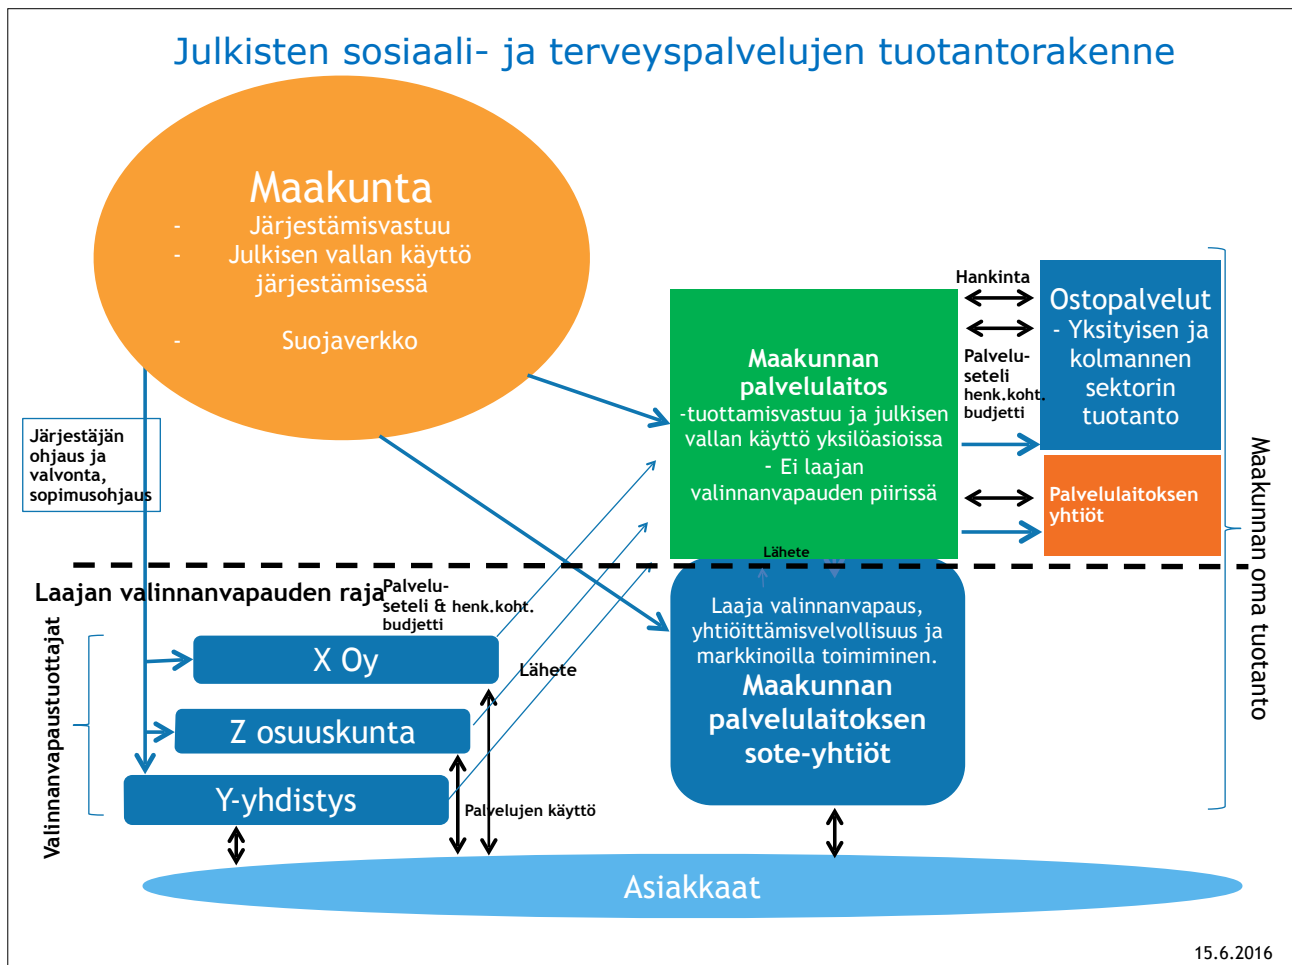 Julkisten sosiaali- ja terveyspalvelujen tuotantorakenne
Maakunta
- Järjestämisvastuu
- Julkisen vallan käyttö
järjestämisessä
- Suojaverkko
Järjestäjän
ohjaus ja
valvonta,
sopimusohjaus
Maakunnan
palvelulaitos
-tuottamisvastuu ja julkisen
vallan käyttö yksilöasioissa
- Ei laajan
valinnanvapauden piirissä
Hankinta
Palvelu-
seteli
henk.koht.
budjetti
Ostopalvelut
- Yksityisen ja
kolmannen
sektorin
tuotanto
Palvelulaitoksen
yhtiöt
Maakunnan oma tuotanto
Lähete
Laajan valinnanvapauden raja
Palvelu-
seteli & henk.koht.
budjetti
Valinnanvapaustuottajat
X Oy
Z osuuskunta
Y-yhdistys
Lähete
Palvelujen käyttö
Laaja valinnanvapaus,
yhtiöittämisvelvollisuus ja
markkinoilla toimiminen.
Maakunnan
palvelulaitoksen
sote-yhtiöt
Asiakkaat
15.6.2016